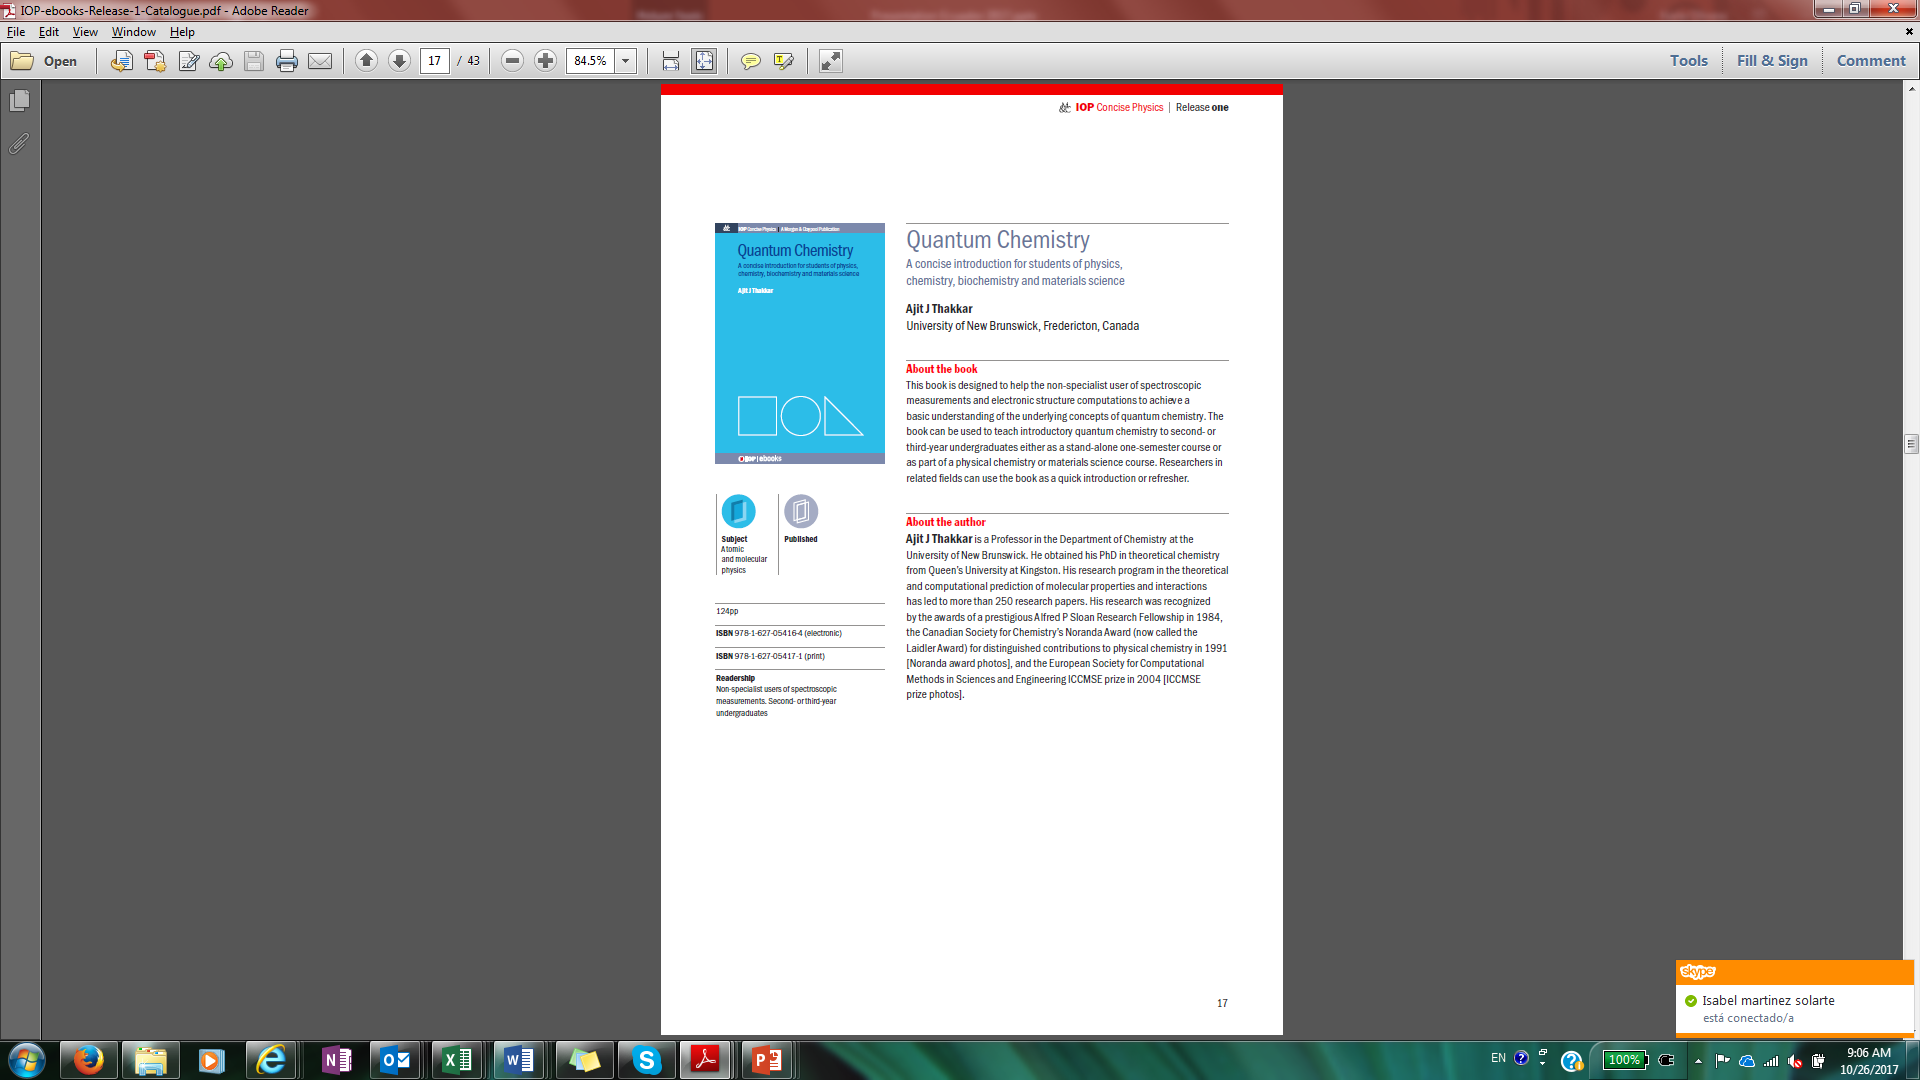 IOP-ebooks-Release-1-Catalogue.pdf - Adobe Reader
File Edit View Window Help
Open 17 / 43 84.5% Tools Fill & Sign Comment
IOP Concise Physics | Release one
IOP Concise Physics | A Morgan & Claypool Publication
Quantum Chemistry
A concise introduction for students of physics,
chemistry, biochemistry and materials science
Ajit J Thakkar
IOP | ebooks
Subject
Atomic
and molecular
physics
Published
124pp
ISBN 978-1-627-05416-4 (electronic)
ISBN 978-1-627-05417-1 (print)
Readership
Non-specialist users of spectroscopic
measurements. Second- or third-year
undergraduates
Quantum Chemistry
A concise introduction for students of physics,
chemistry, biochemistry and materials science
Ajit J Thakkar
University of New Brunswick, Fredericton, Canada
About the book
This book is designed to help the non-specialist user of spectroscopic
measurements and electronic structure computations to achieve a
basic understanding of the underlying concepts of quantum chemistry. The
book can be used to teach introductory quantum chemistry to second- or
third-year undergraduates either as a stand-alone one-semester course or
as part of a physical chemistry or materials science course. Researchers in
related fields can use the book as a quick introduction or refresher.
About the author
Ajit J Thakkar is a Professor in the Department of Chemistry at the
University of New Brunswick. He obtained his PhD in theoretical chemistry
from Queen's University at Kingston. His research program in the theoretical
and computational prediction of molecular properties and interactions
has led to more than 250 research papers. His research was recognized
by the awards of a prestigious Alfred P Sloan Research Fellowship in 1984,
the Canadian Society for Chemistry's Noranda Award (now called the
Laidler Award) for distinguished contributions to physical chemistry in 1991
[Noranda award photos], and the European Society for Computational
Methods in Sciences and Engineering ICCMSE prize in 2004 [ICCMSE
prize photos].
17
skype
Isabel martinez solarte
está conectado/a
EN 100% 9:06 AM
10/26/2017